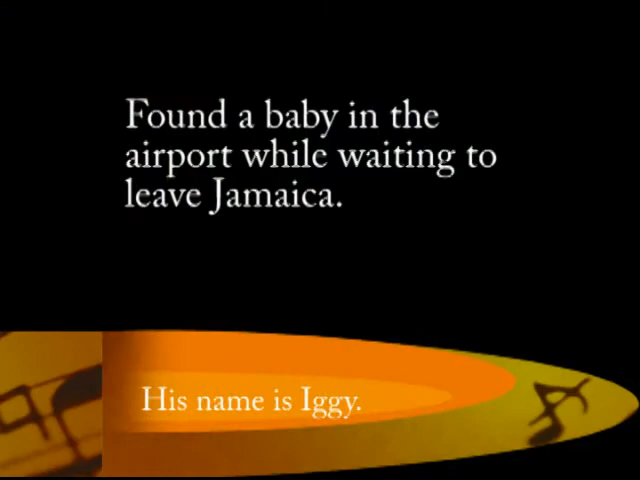 Found a baby in the
airport while waiting to
leave Jamaica.
His name is Iggy.